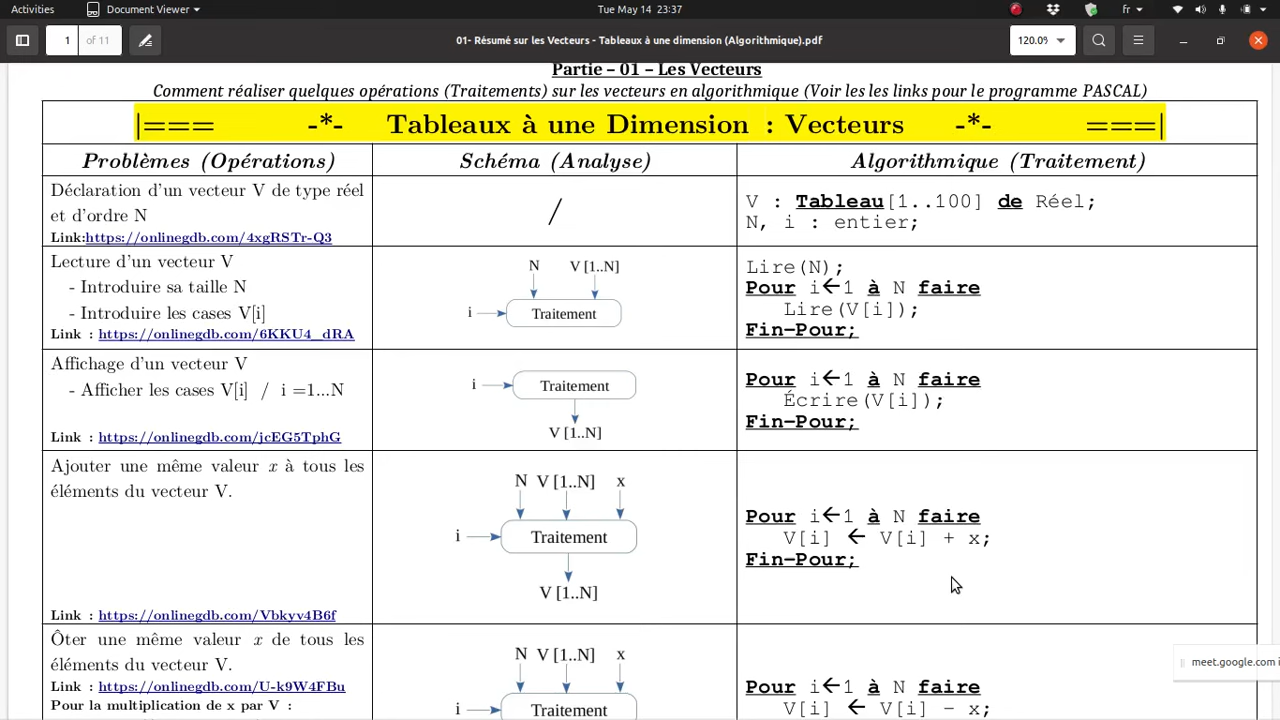 Activities
Document Viewer
Tue May 14 23:37
fr
1
of 11
01- Résumé sur les Vecteurs - Tableaux à une dimension (Algorithmique).pdf
120.0%
Partie – 01 – Les Vecteurs
Comment réaliser quelques opérations (Traitements) sur les vecteurs en algorithmique (Voir les les links pour le programme PASCAL)
|=== -*- Tableaux à une Dimension : Vecteurs -*- ===|
Problèmes (Opérations)
Schéma (Analyse)
Algorithmique (Traitement)
Déclaration d'un vecteur V de type réel
et d'ordre N
Link:https://onlinegdb.com/4xgRSTr-Q3
/
V : Tableau[1..100] de Réel;
N, i : entier;
Lecture d'un vecteur V
- Introduire sa taille N
- Introduire les cases V[i]
Link : https://onlinegdb.com/6KKU4_dRA
N V [1..N]
i
Traitement
Lire(N);
Pour i←1 à N faire
Lire(V[i]);
Fin-Pour;
Affichage d'un vecteur V
- Afficher les cases V[i] / i =1...N
Link : https://onlinegdb.com/jcEG5TphG
i
Traitement
V [1..N]
Pour i←1 à N faire
Écrire(V[i]);
Fin-Pour;
Ajouter une même valeur x à tous les
éléments du vecteur V.
Link : https://onlinegdb.com/Vbkyv4B6f
N V [1..N] x
i
Traitement
V [1..N]
Pour i←1 à N faire
V[i] ← V[i] + x;
Fin-Pour;
Ôter une même valeur x de tous les
éléments du vecteur V.
Link : https://onlinegdb.com/U-k9W4FBu
Pour la multiplication de x par V :
N V [1..N] x
i
Traitement
Pour i←1 à N faire
V[i] ← V[i] - x;
meet.google.com i